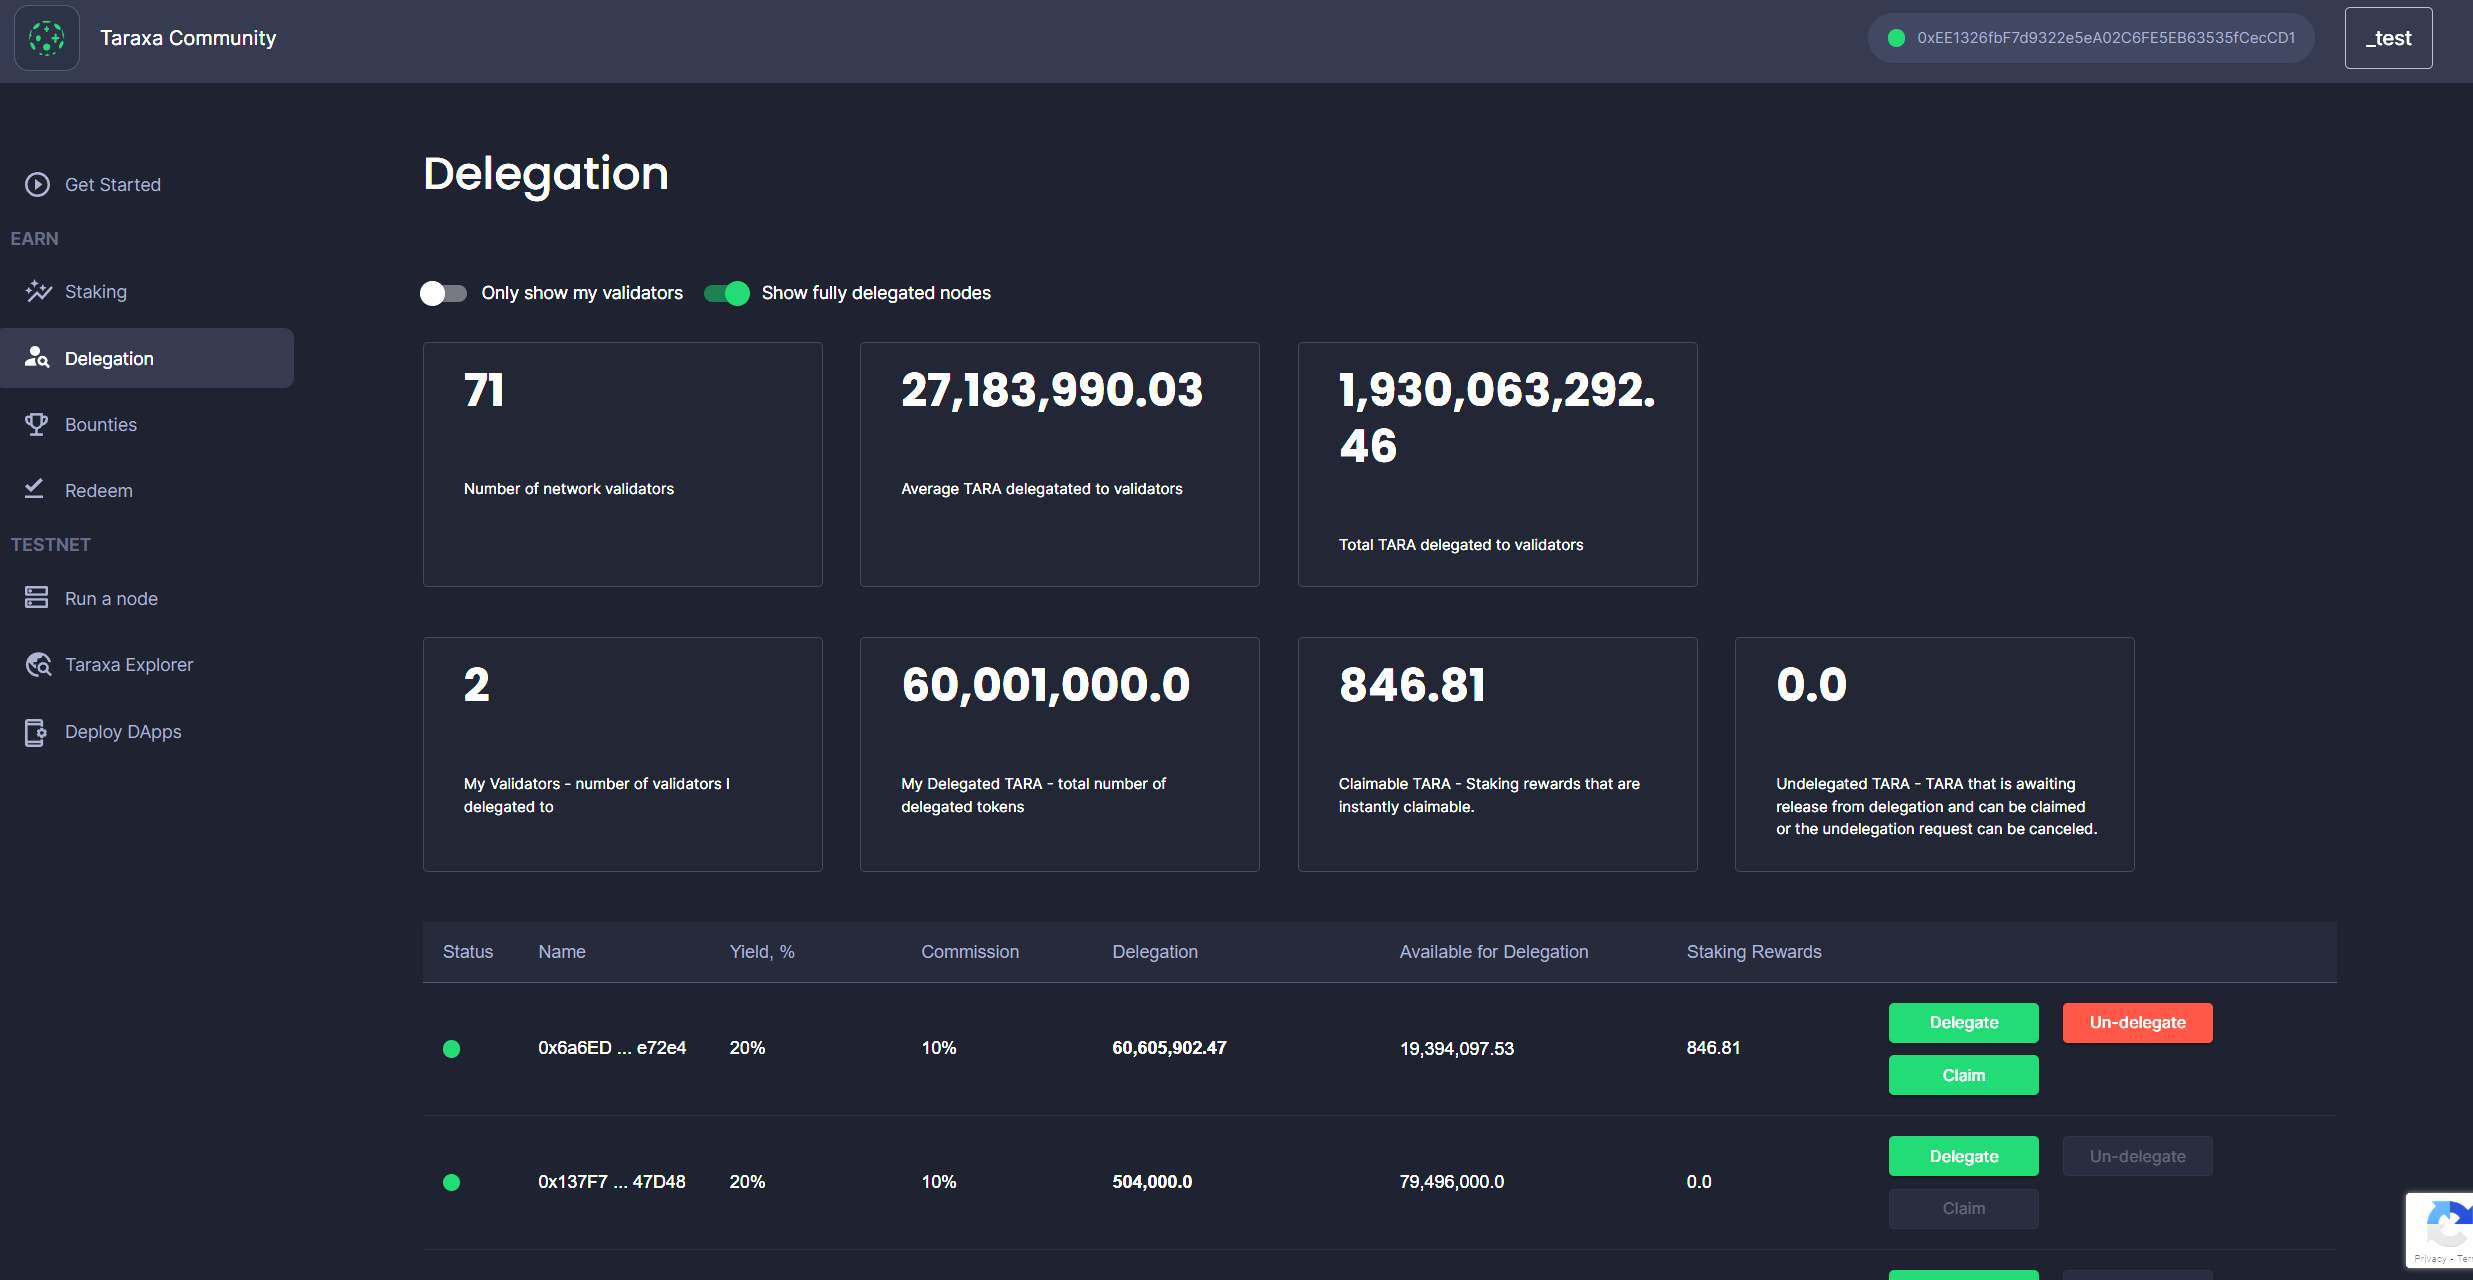 Taraxa Community
0xEE1326fbF7d9322e5eA02C6FE5EB63535fCecCD1
_test
Get Started
EARN
Staking
Delegation
Bounties
Redeem
TESTNET
Run a node
Taraxa Explorer
Deploy DApps
Delegation
Only show my validators
Show fully delegated nodes
71
Number of network validators
27,183,990.03
Average TARA delegatated to validators
1,930,063,292.
46
Total TARA delegated to validators
2
My Validators - number of validators I
delegated to
60,001,000.0
My Delegated TARA - total number of
delegated tokens
846.81
Claimable TARA - Staking rewards that are
instantly claimable.
0.0
Undelegated TARA - TARA that is awaiting
release from delegation and can be claimed
or the undelegation request can be canceled.
Status Name Yield, % Commission Delegation Available for Delegation Staking Rewards
0x6a6ED ... e72e4 20% 10% 60,605,902.47 19,394,097.53 846.81
Delegate Un-delegate
Claim
0x137F7 ... 47D48 20% 10% 504,000.0 79,496,000.0 0.0
Delegate Un-delegate
Claim
Privacy -